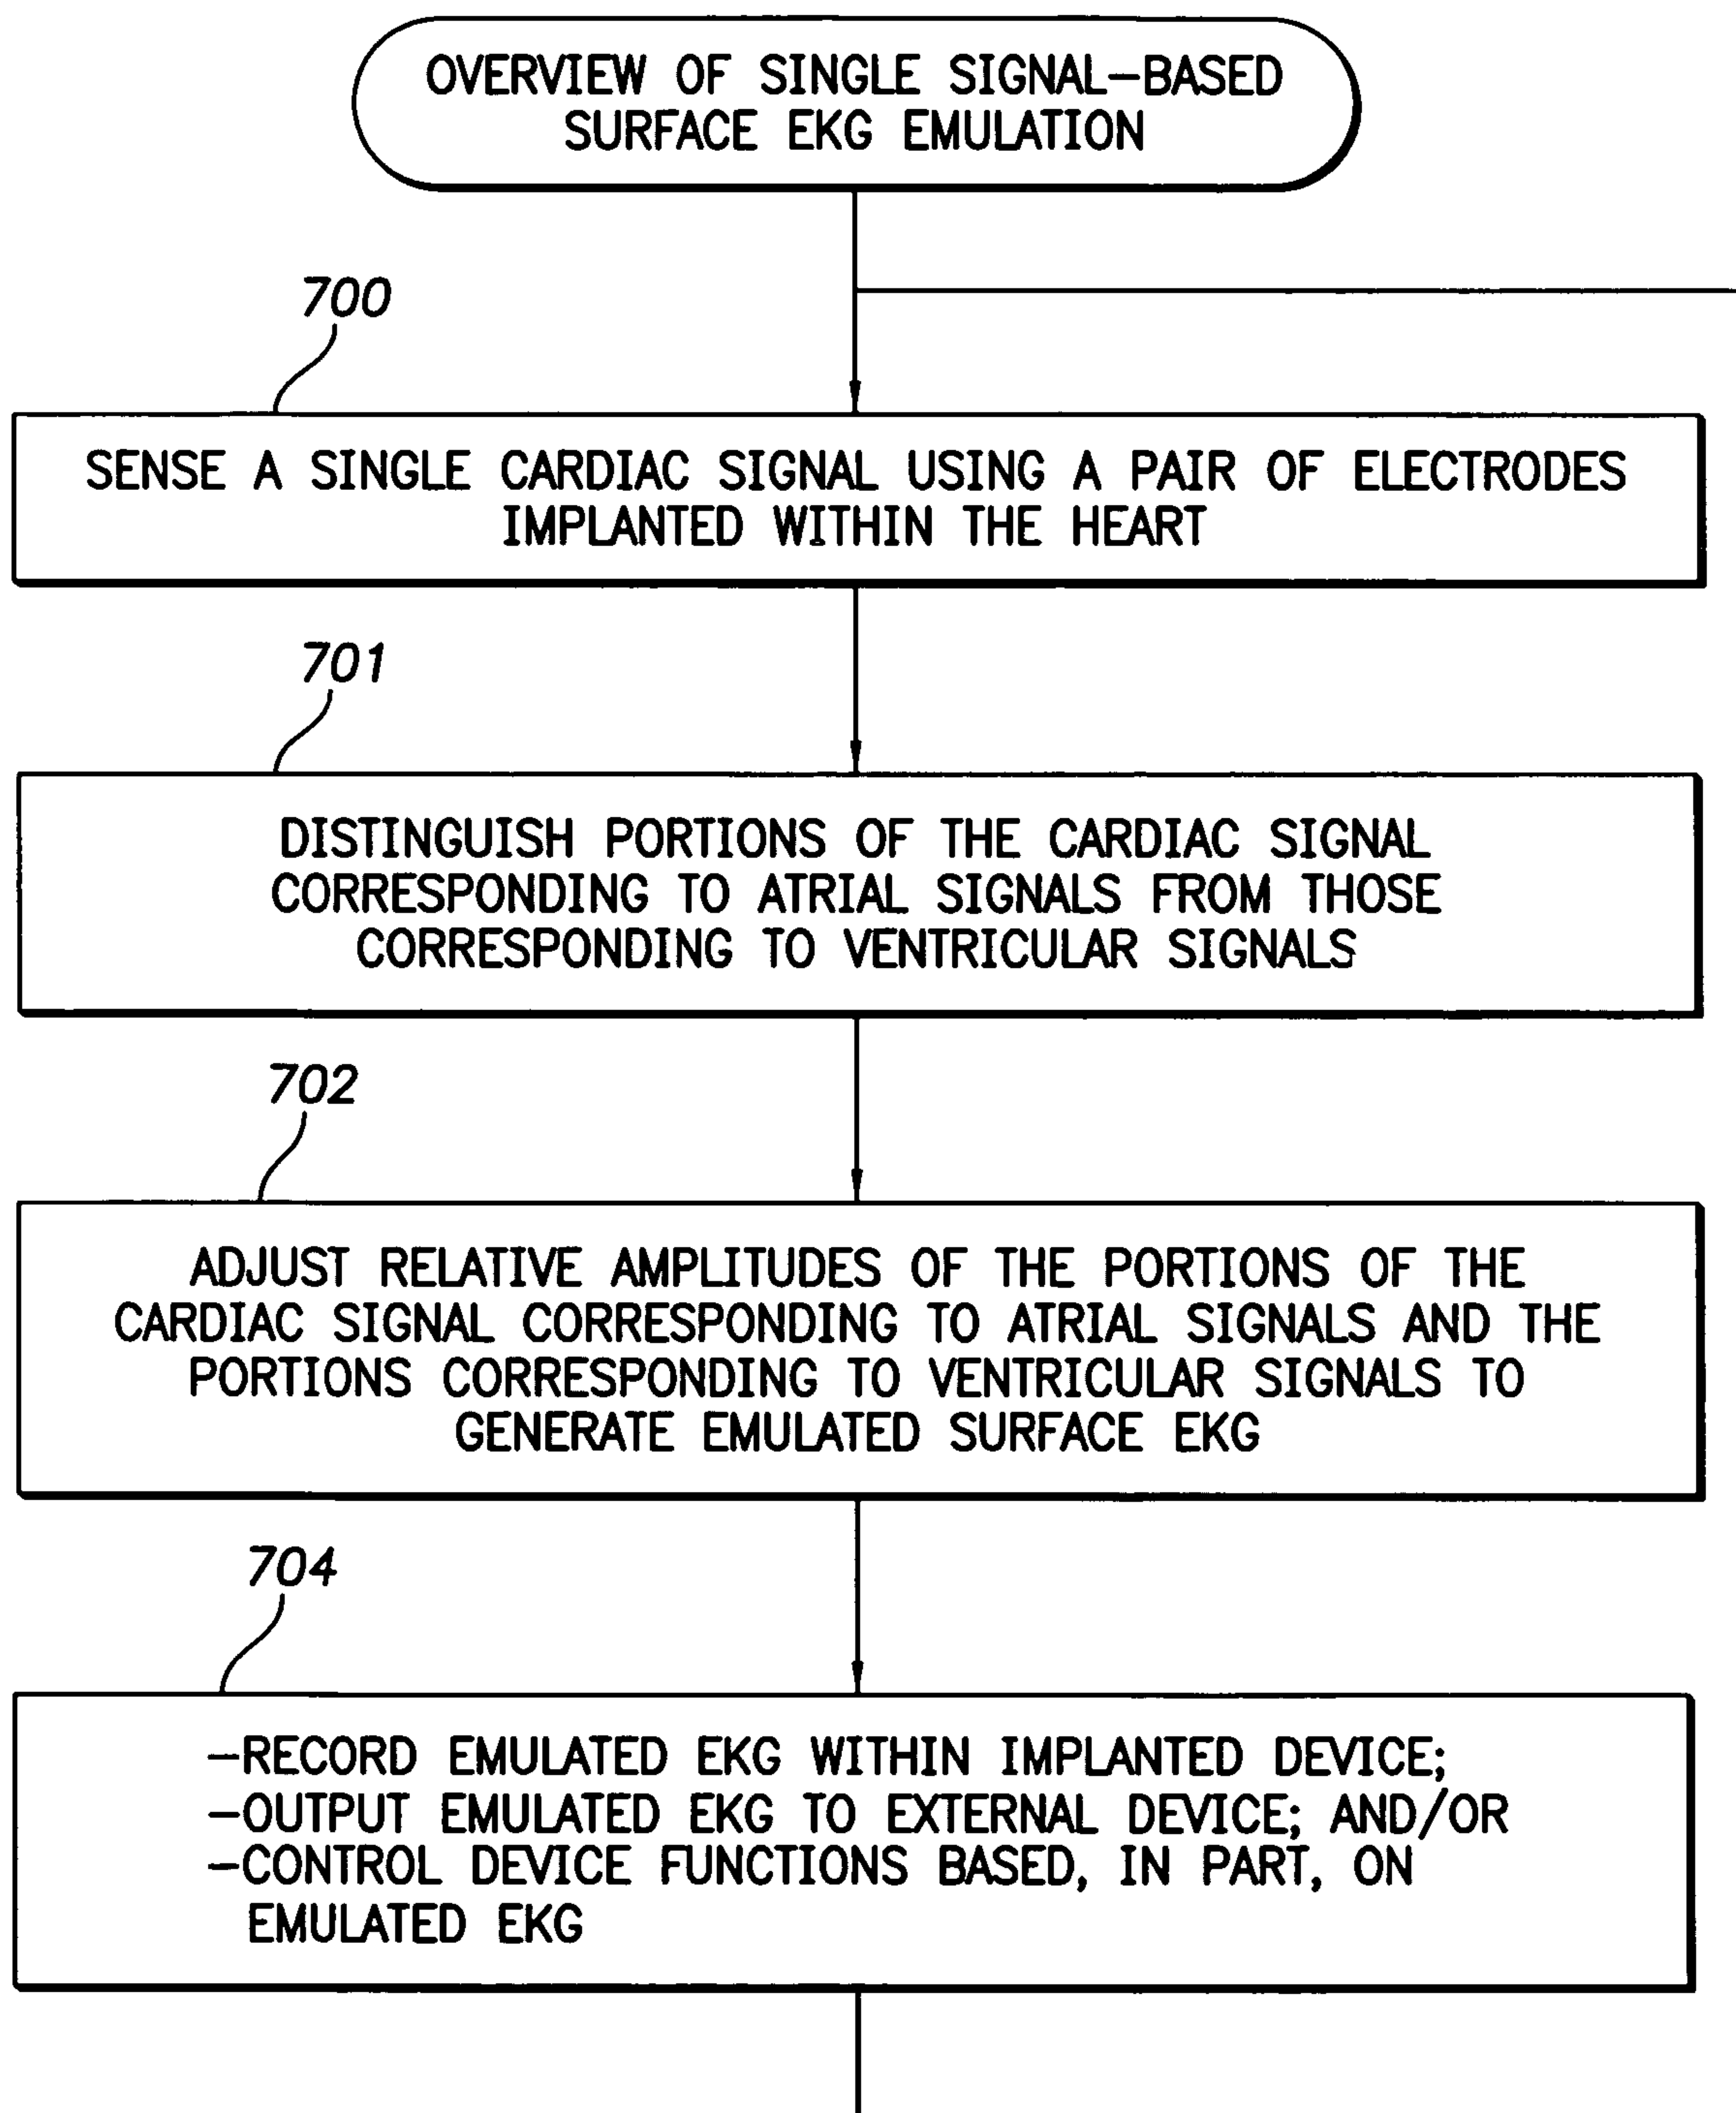 OVERVIEW OF SINGLE SIGNAL-BASED
SURFACE EKG EMULATION
700
SENSE A SINGLE CARDIAC SIGNAL USING A PAIR OF ELECTRODES
IMPLANTED WITHIN THE HEART
701
DISTINGUISH PORTIONS OF THE CARDIAC SIGNAL
CORRESPONDING TO ATRIAL SIGNALS FROM THOSE
CORRESPONDING TO VENTRICULAR SIGNALS
702
ADJUST RELATIVE AMPLITUDES OF THE PORTIONS OF THE
CARDIAC SIGNAL CORRESPONDING TO ATRIAL SIGNALS AND THE
PORTIONS CORRESPONDING TO VENTRICULAR SIGNALS TO
GENERATE EMULATED SURFACE EKG
704
-RECORD EMULATED EKG WITHIN IMPLANTED DEVICE;
-OUTPUT EMULATED EKG TO EXTERNAL DEVICE; AND/OR
-CONTROL DEVICE FUNCTIONS BASED, IN PART, ON
EMULATED EKG